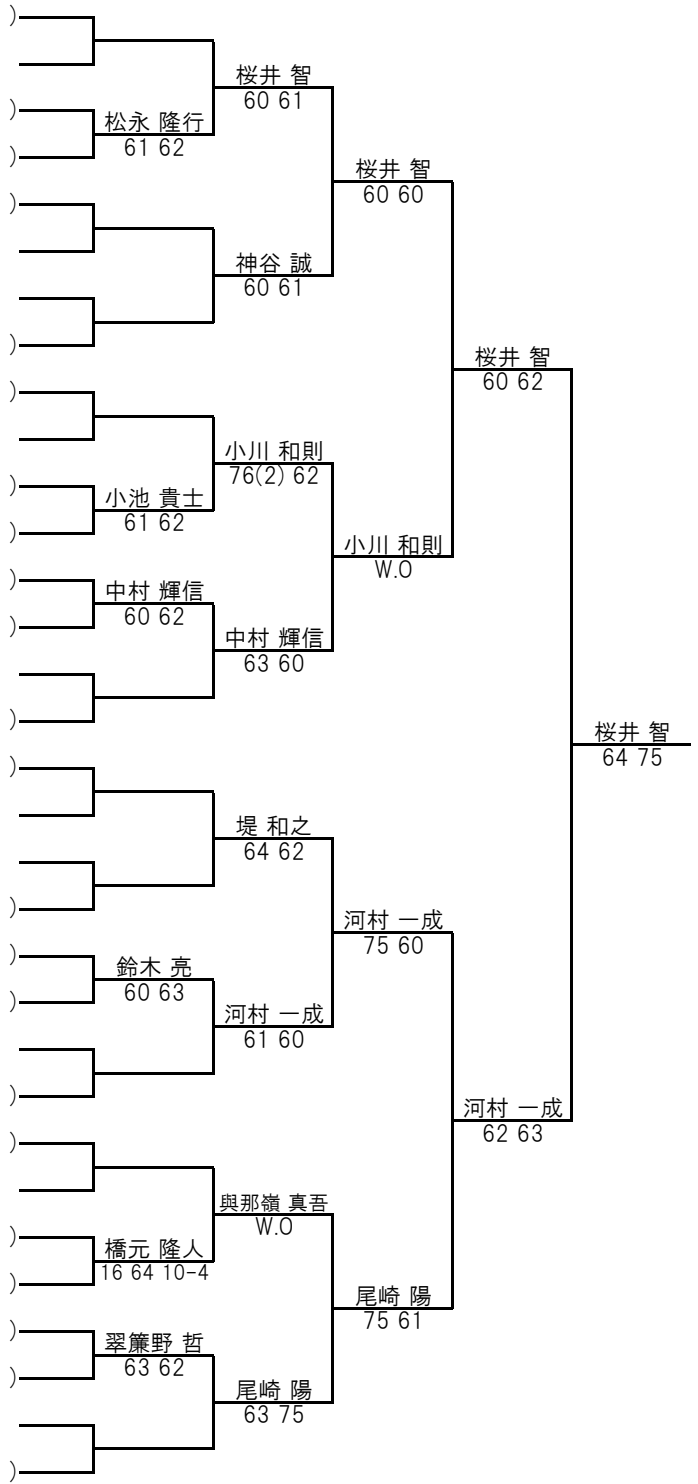 )
桜井 智
60 61
)
松永 隆行
61 62
)
桜井 智
60 60
)
神谷 誠
60 61
)
桜井 智
60 62
)
小川 和則
76(2) 62
)
小池 貴士
61 62
)
小川 和則
W.O
)
中村 輝信
60 62
)
中村 輝信
63 60
)
桜井 智
64 75
)
堤 和之
64 62
)
河村 一成
75 60
)
鈴木 亮
60 63
)
河村 一成
61 60
)
河村 一成
62 63
)
與那嶺 真吾
W.O
)
橋元 隆人
16 64 10-4
)
尾崎 陽
75 61
)
翠簾野 哲
63 62
)
尾崎 陽
63 75
)